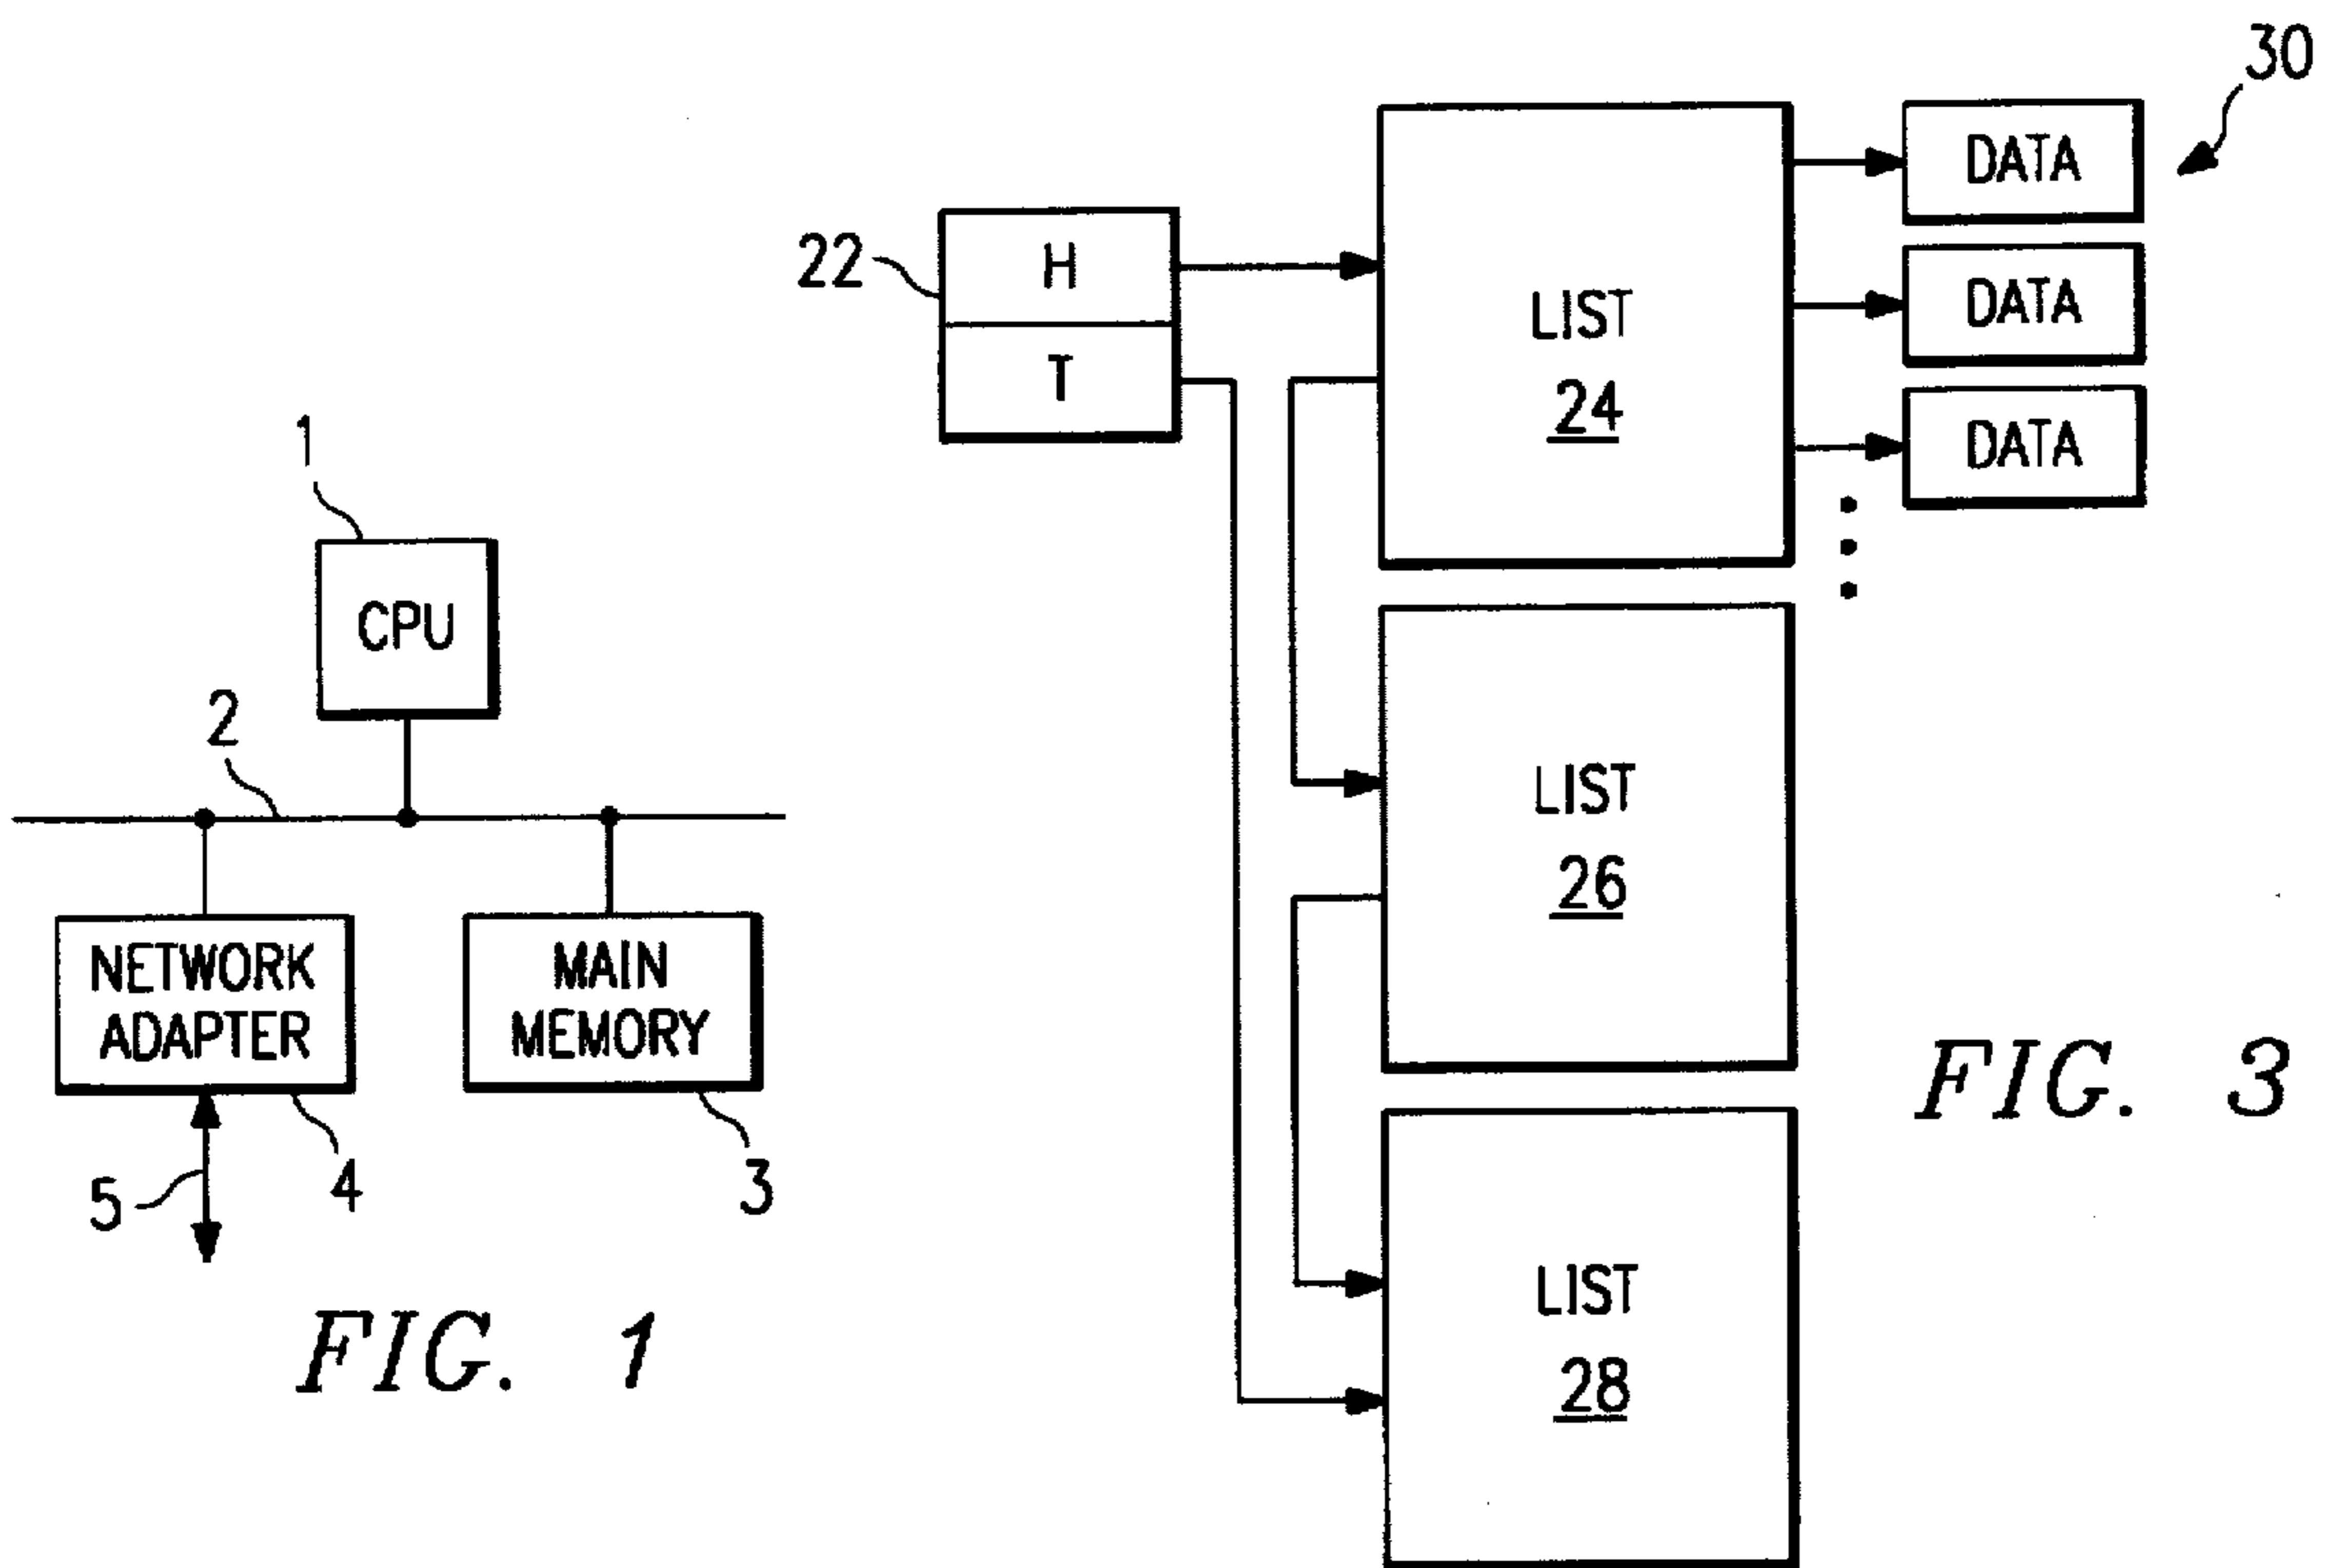 1
CPU
2
NETWORK
ADAPTER
MAIN
MEMORY
5
4
3
FIG. 1
30
22
H
T
LIST
24
DATA
DATA
DATA
LIST
26
LIST
28
FIG. 3